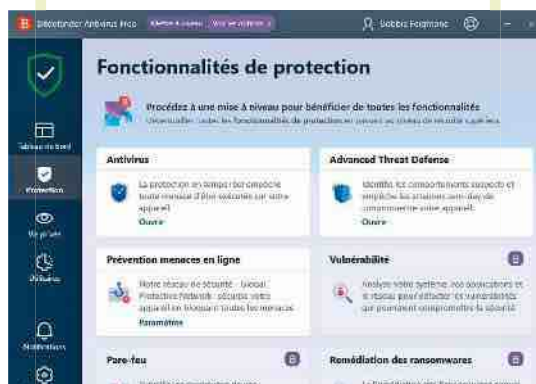 Bitdefender Antivirus Free
Fonctionnalités de protection
Procédez à une mise à niveau pour bénéficier de toutes les fonctionnalités
Tableau de bord
Protection
Vie privée
Utilitaires
Notifications
Antivirus
La protection en temps réel empêche
toute menace d'être exécutée sur votre
appareil.
Ouvrir
Advanced Threat Defense
Identifie les comportements suspects et
empêche les attaques zero-day de
compromettre votre appareil.
Ouvrir
Prévention menaces en ligne
Notre réseau de sécurité - Global
Protective Network - sécurise votre
appareil en bloquant toutes les menaces.
Paramètres
Vulnérabilité
Analyse votre système, vos applications et
le réseau pour détecter les vulnérabilités
qui pourraient compromettre la sécurité
Pare-feu
Remédiation des ransomwares